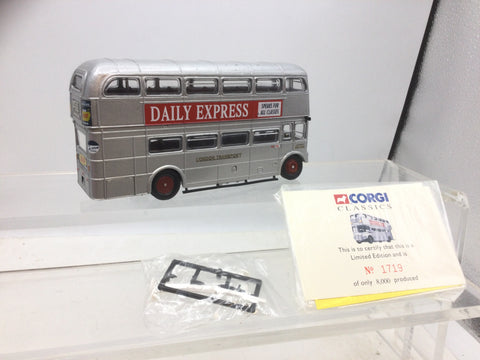 DAILY EXPRESS
SPEAKS FOR
ALL CLASSES
LONDON TRANSPORT
CORGI
CLASSICS
This is to certify that this is a
Limited Edition and is
No 1719
of only 8,000 produced